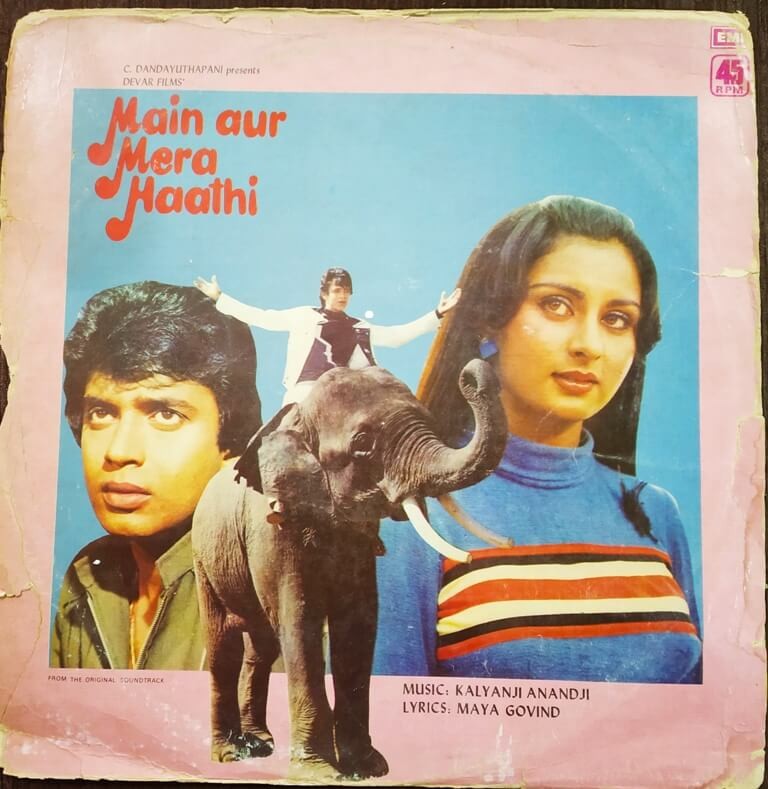 EMI
45
RPM
C. DANDAYUTHAPANI presents
DEVAR FILMS'
Main aur
Mera
Haathi
FROM THE ORIGINAL SOUNDTRACK
MUSIC: KALYANJI ANANDJI
LYRICS: MAYA GOVIND